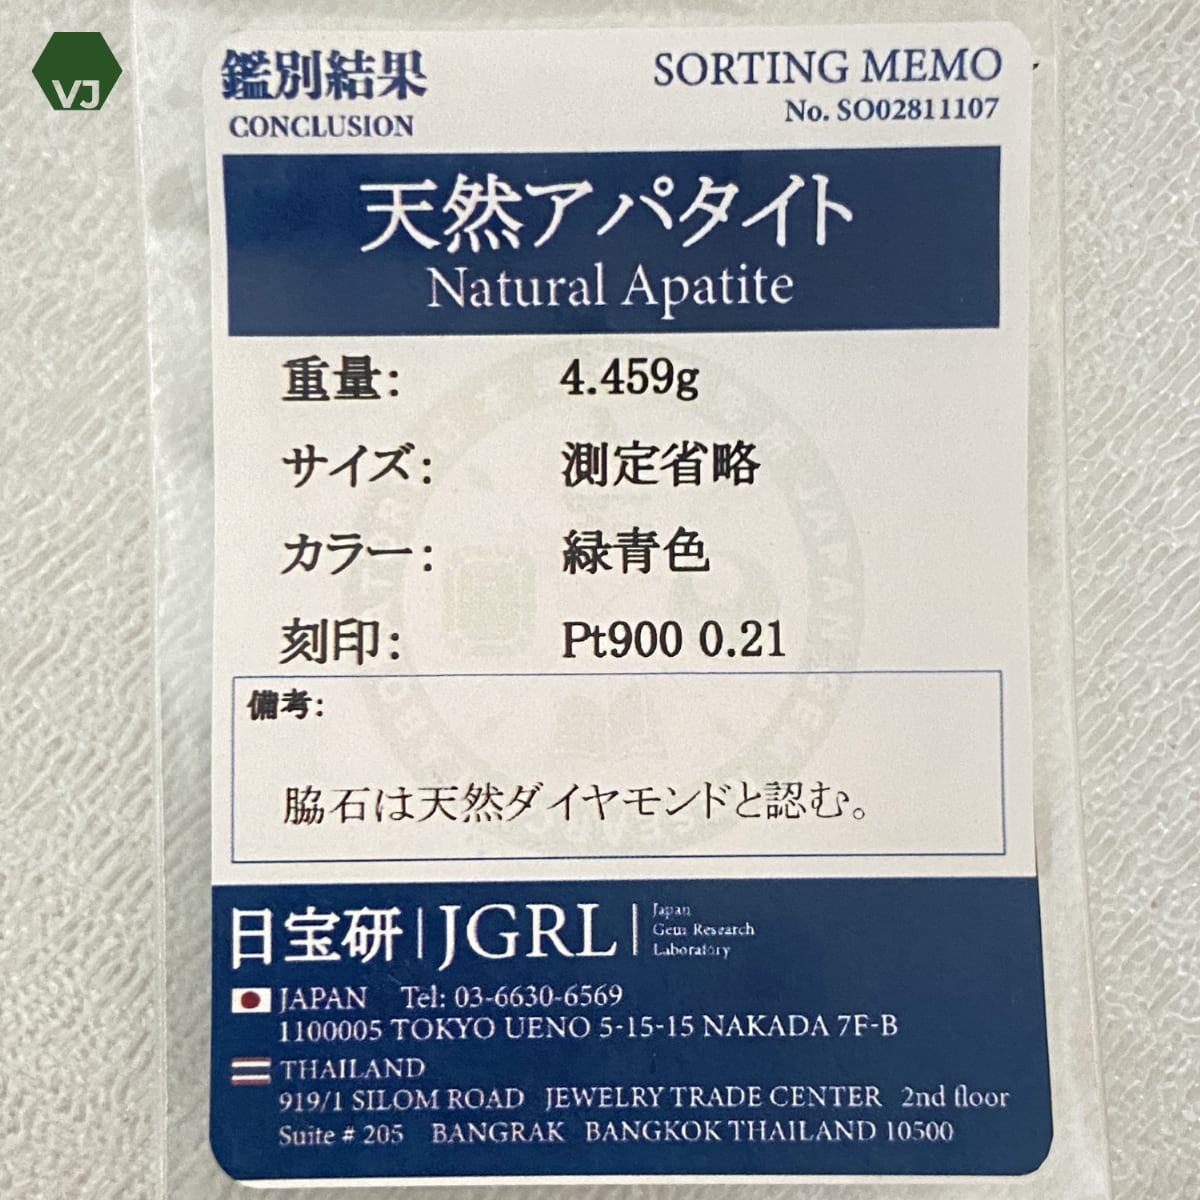 VJ
鑑別結果
CONCLUSION
SORTING MEMO
No. SO02811107
天然アパタイト
Natural Apatite
重量: 4.459g
サイズ: 測定省略
カラー: 緑青色
刻印: Pt900 0.21
備考:
脇石は天然ダイヤモンドと認む。
日宝研 JGRL
Japan
Gem Research
Laboratory
JAPAN Tel: 03-6630-6569
1100005 TOKYO UENO 5-15-15 NAKADA 7F-B
THAILAND
919/1 SILOM ROAD JEWELRY TRADE CENTER 2nd floor
Suite # 205 BANGRAK BANGKOK THAILAND 10500